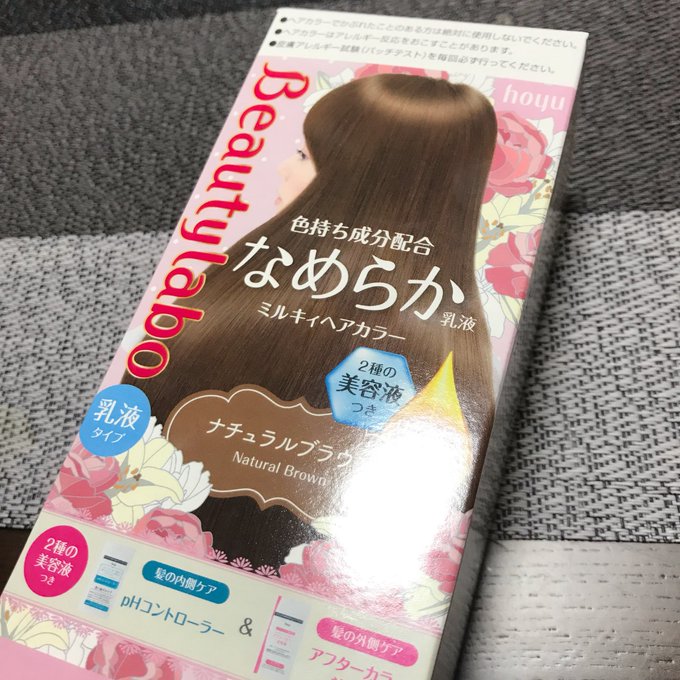 ●ヘアカラーでかぶれたことのある方は絶対に使用しないでください。
●ヘアカラーはアレルギー反応をおこすことがあります。
●皮膚アレルギー試験(パッチテスト)を毎回必ず行ってください。
hoyu
Beautylabo
色持ち成分配合
なめらか乳液
ミルキィヘアカラー
2種の
美容液
つき
乳液
タイプ
ナチュラルブラウ
Natural Brown
2種の
美容液
つき
髪の内側ケア
pHコントローラー
&
髪の外側ケア
アフターカラ